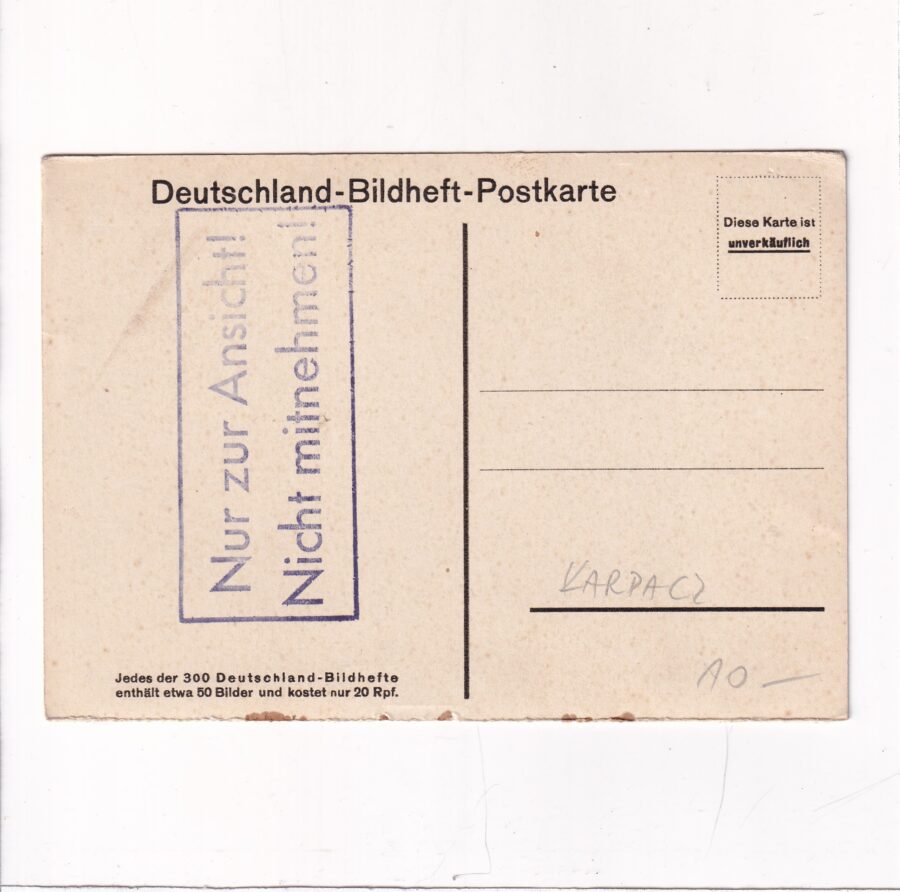 Deutschland-Bildheft-Postkarte
Diese Karte ist
unverkäuflich
Nur zur Ansicht!
Nicht mitnehmen!
KARPACZ
10 —
Jedes der 300 Deutschland-Bildhefte
enthält etwa 50 Bilder und kostet nur 20 Rpf.